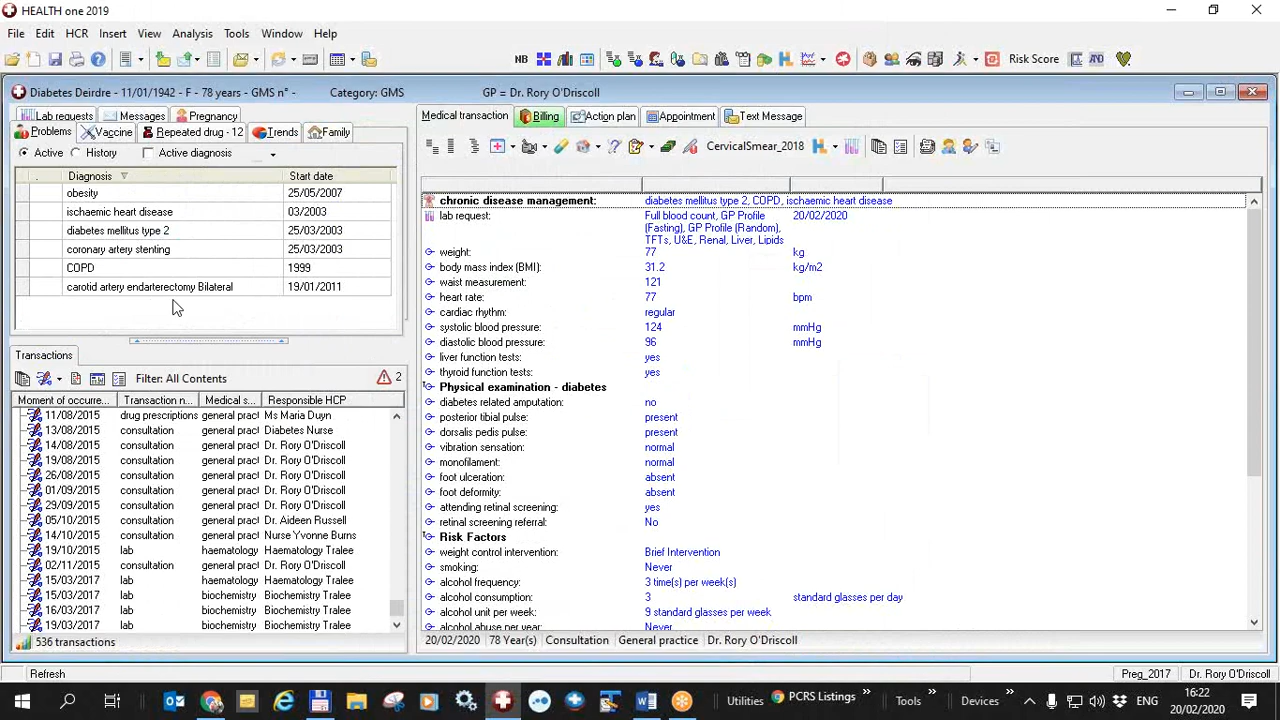 HEALTH one 2019
File Edit HCR Insert View Analysis Tools Window Help
NB Risk Score AND
Diabetes Deirdre - 11/01/1942 - F - 78 years - GMS n° - Category: GMS GP = Dr. Rory O'Driscoll
Lab requests Messages Pregnancy
Problems Vaccine Repeated drug - 12 Trends Family
Active History Active diagnosis
. Diagnosis Start date
obesity 25/05/2007
ischaemic heart disease 03/2003
diabetes mellitus type 2 25/03/2003
coronary artery stenting 25/03/2003
COPD 1999
carotid artery endarterectomy Bilateral 19/01/2011
Transactions
Filter: All Contents 2
Moment of occurre... Transaction n... Medical s... Responsible HCP
11/08/2015 drug prescriptions general pract Ms Maria Duyn
13/08/2015 consultation general pract Diabetes Nurse
14/08/2015 consultation general pract Dr. Rory O'Driscoll
19/08/2015 consultation general pract Dr. Rory O'Driscoll
26/08/2015 consultation general pract Dr. Rory O'Driscoll
01/09/2015 consultation general pract Dr. Rory O'Driscoll
29/09/2015 consultation general pract Dr. Rory O'Driscoll
05/10/2015 consultation general pract Dr. Aideen Russell
14/10/2015 consultation general pract Nurse Yvonne Burns
19/10/2015 lab haematology Haematology Tralee
02/11/2015 consultation general pract Dr. Rory O'Driscoll
15/03/2017 lab haematology Haematology Tralee
15/03/2017 lab biochemistry Biochemistry Tralee
16/03/2017 lab biochemistry Biochemistry Tralee
19/03/2017 lab biochemistry Biochemistry Tralee
536 transactions
Medical transaction Billing Action plan Appointment Text Message
CervicalSmear_2018
chronic disease management: diabetes mellitus type 2, COPD, ischaemic heart disease
lab request: Full blood count, GP Profile 20/02/2020
(Fasting), GP Profile (Random),
TFTs, U&E, Renal, Liver, Lipids
weight: 77 kg
body mass index (BMI): 31.2 kg/m2
waist measurement: 121
heart rate: 77 bpm
cardiac rhythm: regular
systolic blood pressure: 124 mmHg
diastolic blood pressure: 96 mmHg
liver function tests: yes
thyroid function tests: yes
Physical examination - diabetes
diabetes related amputation: no
posterior tibial pulse: present
dorsalis pedis pulse: present
vibration sensation: normal
monofilament: normal
foot ulceration: absent
foot deformity: absent
attending retinal screening: yes
retinal screening referral: No
Risk Factors
weight control intervention: Brief Intervention
smoking: Never
alcohol frequency: 3 time(s) per week(s)
alcohol consumption: 3 standard glasses per day
alcohol unit per week: 9 standard glasses per week
alcohol abuse per year: Never
20/02/2020 78 Year(s) Consultation General practice Dr. Rory O'Driscoll
Refresh Preg_2017 Dr. Rory O'Driscoll
Utilities PCRS Listings Tools Devices ENG 16:22
20/02/2020